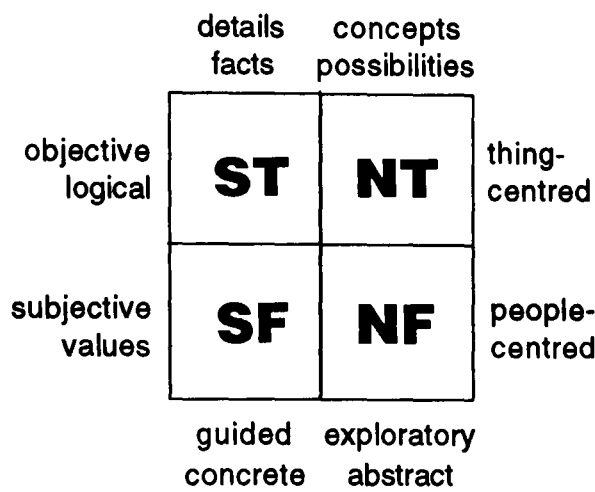 details
facts
concepts
possibilities
objective
logical
ST
NT
thing-
centred
subjective
values
SF
NF
people-
centred
guided
concrete
exploratory
abstract